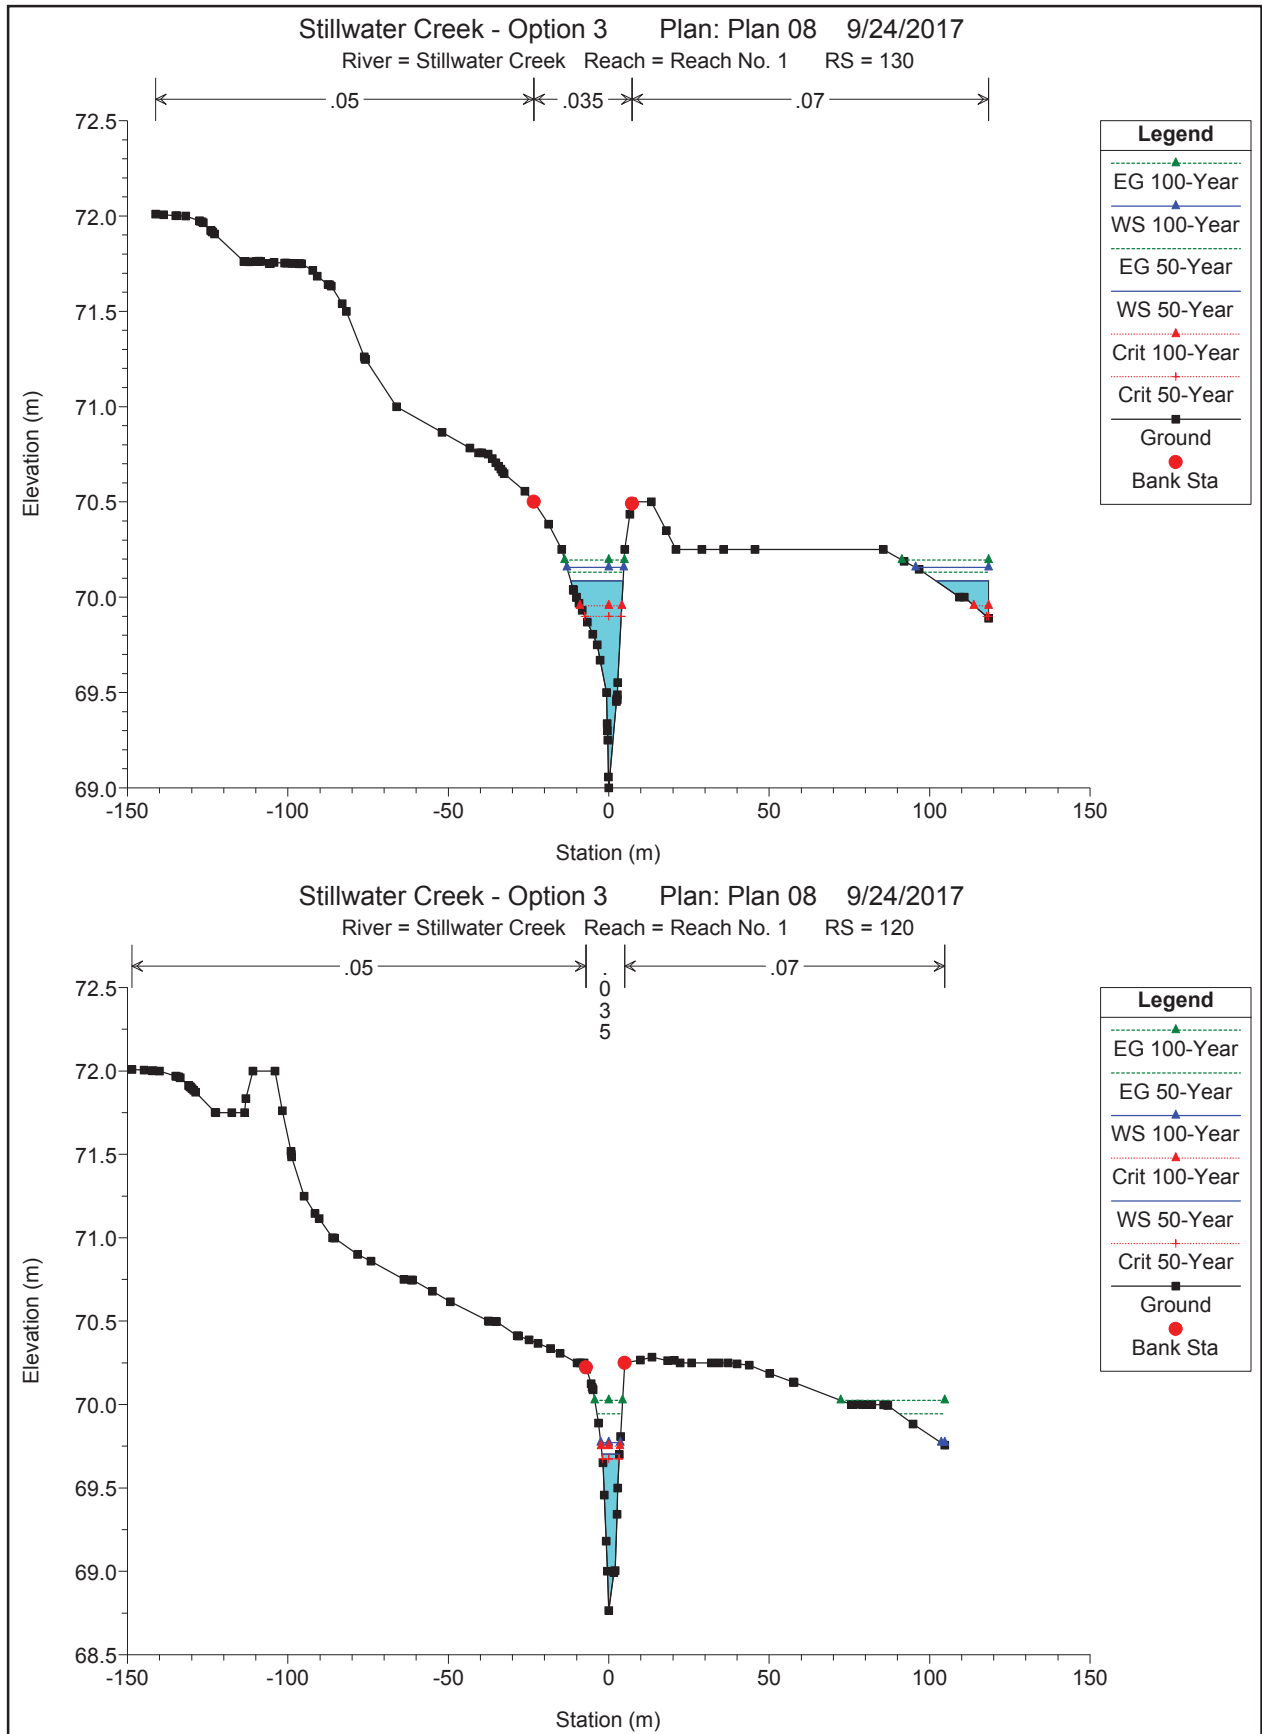 Stillwater Creek - Option 3 Plan: Plan 08 9/24/2017
River = Stillwater Creek Reach = Reach No. 1 RS = 130
.05 .035 .07
72.5
72.0
71.5
71.0
70.5
70.0
69.5
69.0
Elevation (m)
-150 -100 -50 0 50 100 150
Station (m)
Legend
EG 100-Year
WS 100-Year
EG 50-Year
WS 50-Year
Crit 100-Year
Crit 50-Year
Ground
Bank Sta
Stillwater Creek - Option 3 Plan: Plan 08 9/24/2017
River = Stillwater Creek Reach = Reach No. 1 RS = 120
.05 .035 .07
72.5
72.0
71.5
71.0
70.5
70.0
69.5
69.0
68.5
Elevation (m)
-150 -100 -50 0 50 100 150
Station (m)
Legend
EG 100-Year
EG 50-Year
WS 100-Year
Crit 100-Year
WS 50-Year
Crit 50-Year
Ground
Bank Sta